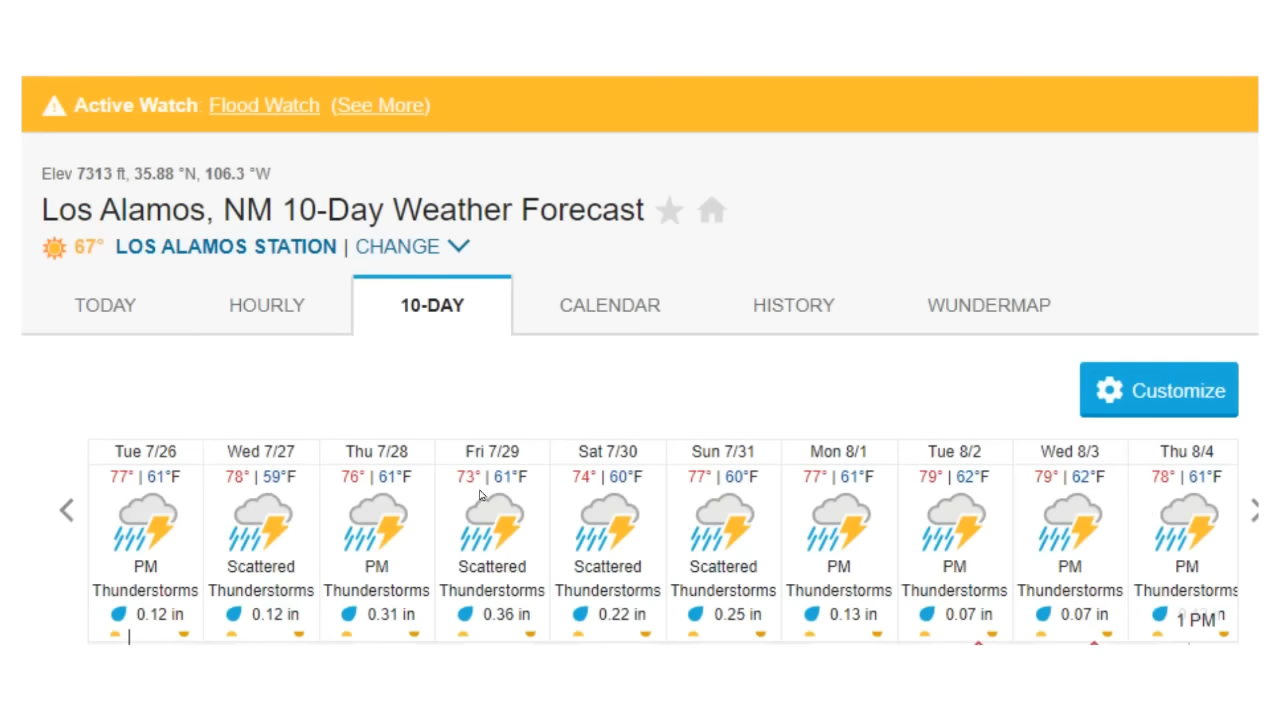 Active Watch: Flood Watch (See More)
Elev 7313 ft, 35.88 °N, 106.3 °W
Los Alamos, NM 10-Day Weather Forecast
67° LOS ALAMOS STATION | CHANGE
TODAY HOURLY 10-DAY CALENDAR HISTORY WUNDERMAP
Customize
Tue 7/26 Wed 7/27 Thu 7/28 Fri 7/29 Sat 7/30 Sun 7/31 Mon 8/1 Tue 8/2 Wed 8/3 Thu 8/4
77° | 61°F 78° | 59°F 76° | 61°F 73° | 61°F 74° | 60°F 77° | 60°F 77° | 61°F 79° | 62°F 79° | 62°F 78° | 61°F
PM Scattered PM Scattered Scattered Scattered PM PM PM PM
Thunderstorms Thunderstorms Thunderstorms Thunderstorms Thunderstorms Thunderstorms Thunderstorms Thunderstorms Thunderstorms Thunderstorms
0.12 in 0.12 in 0.31 in 0.36 in 0.22 in 0.25 in 0.13 in 0.07 in 0.07 in
1 PM